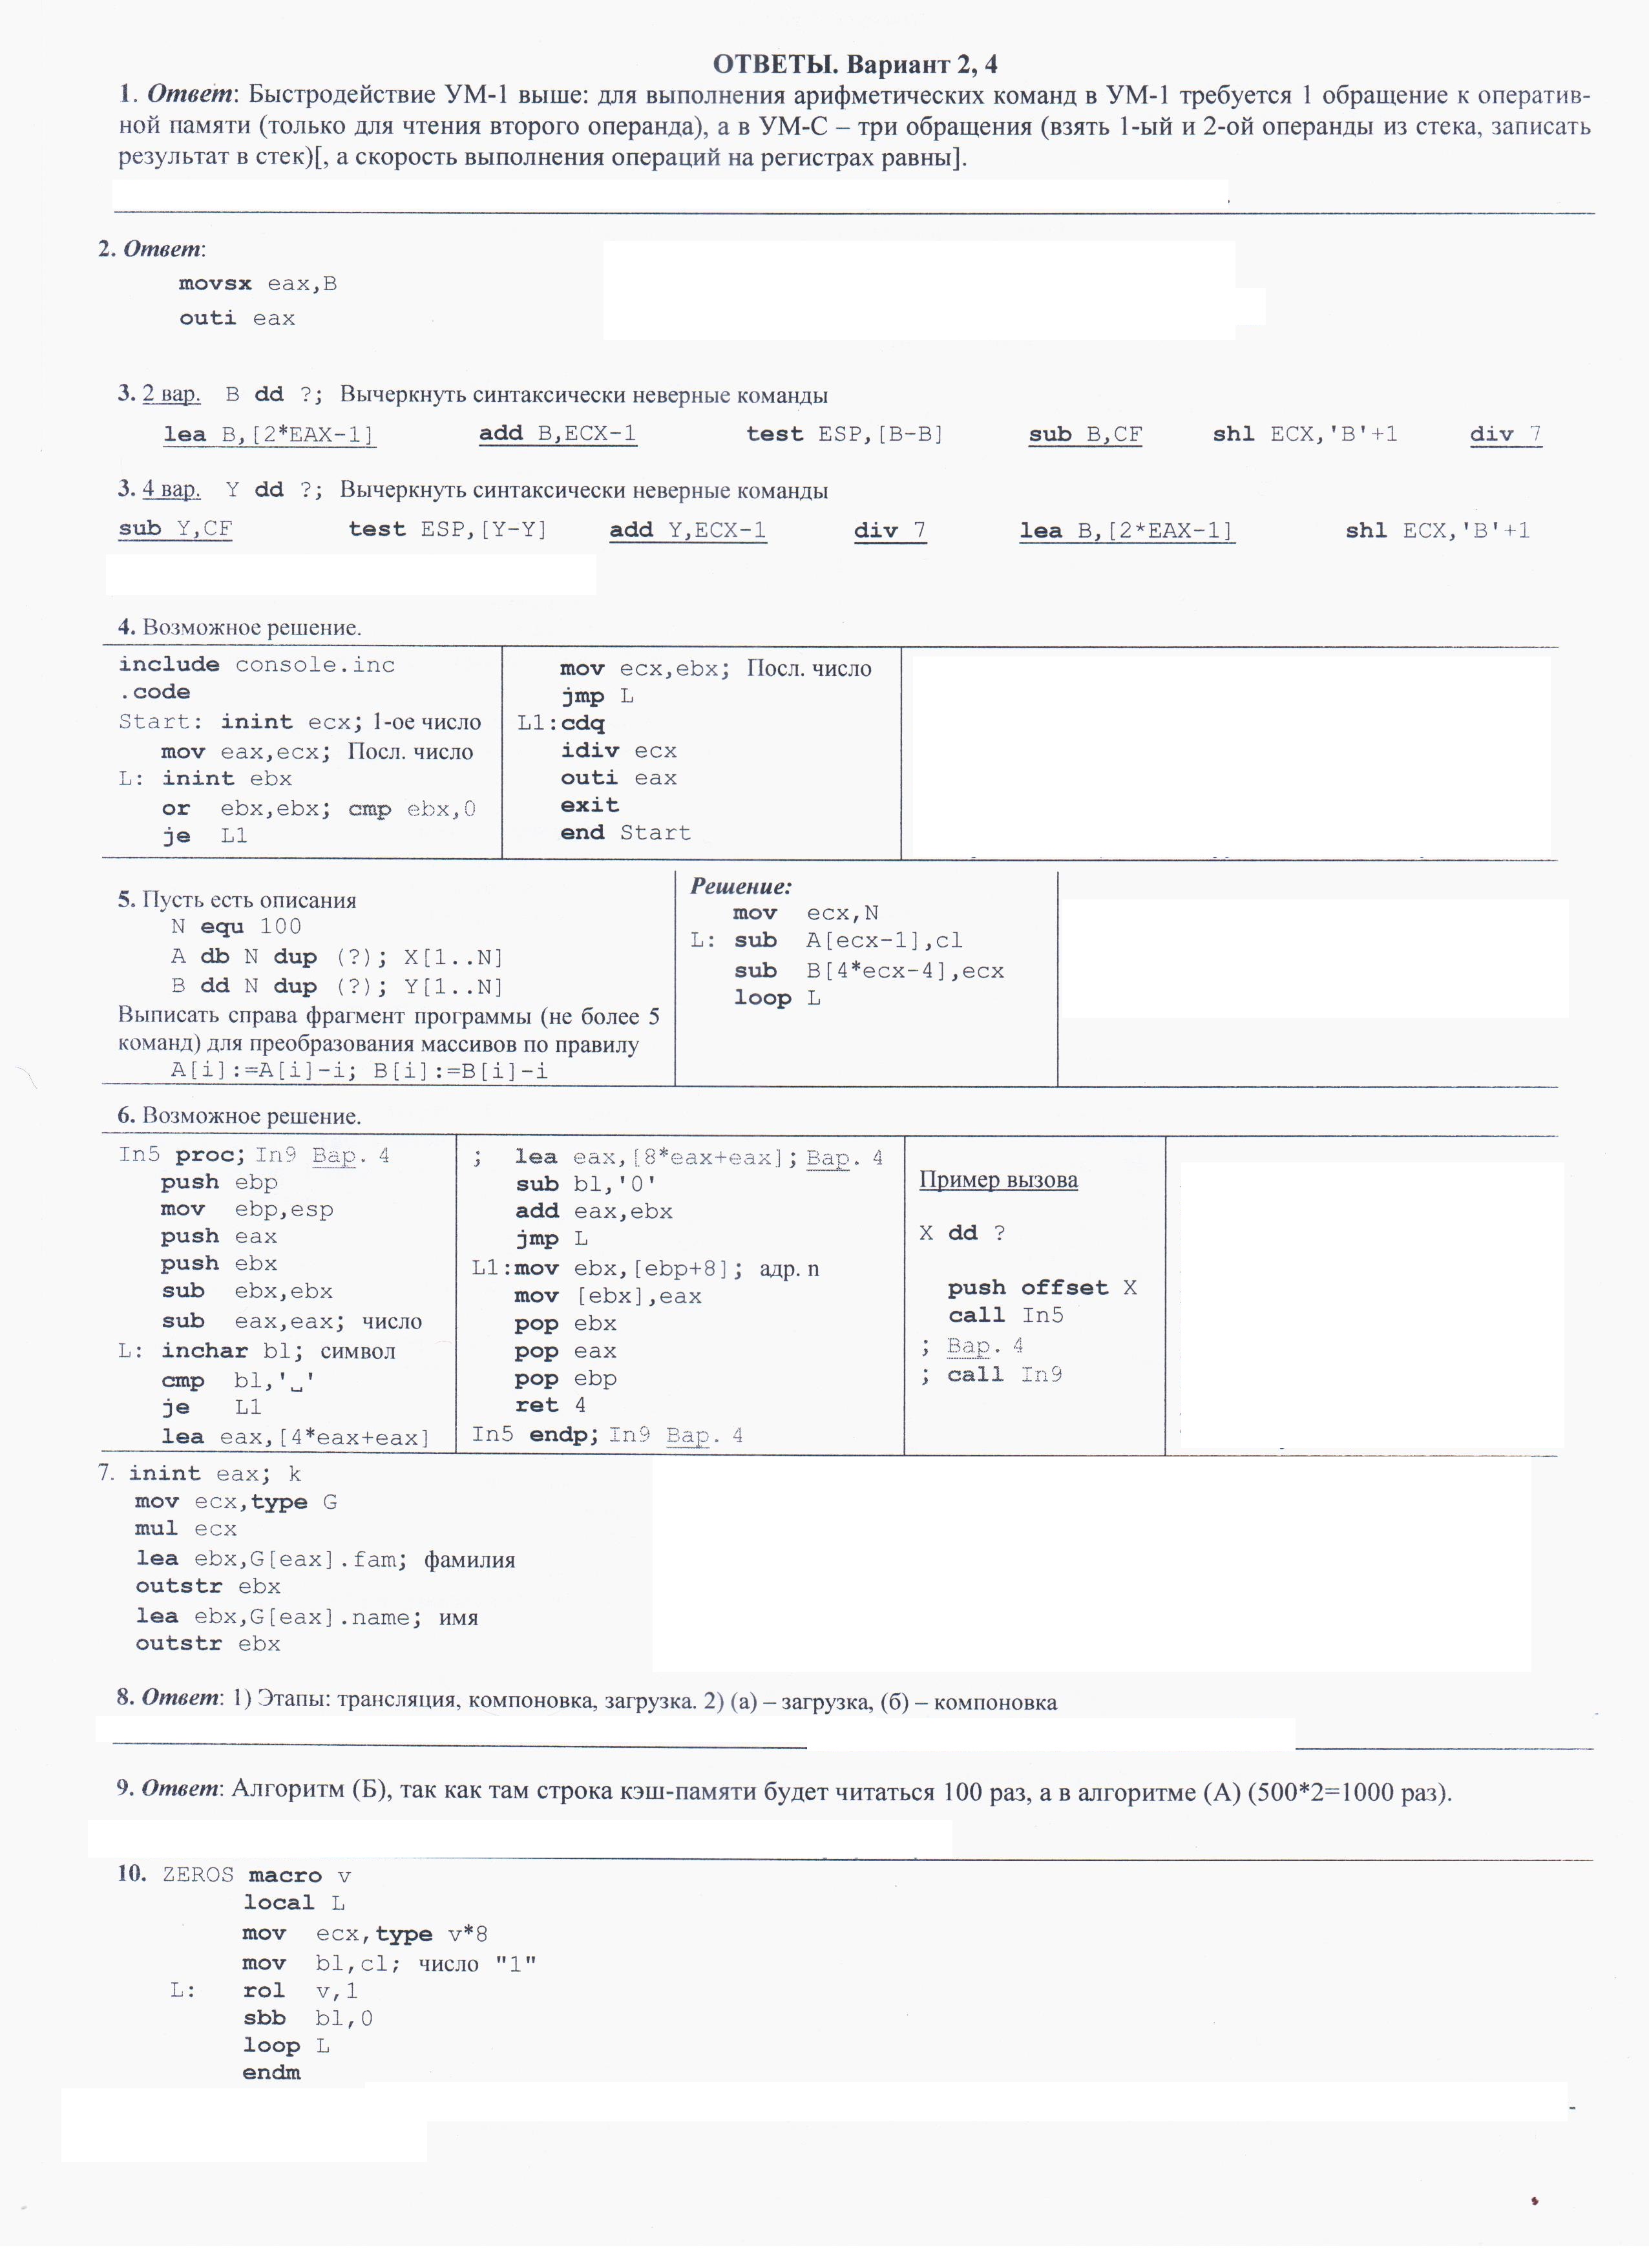 ОТВЕТЫ. Вариант 2, 4
1. Ответ: Быстродействие УМ-1 выше: для выполнения арифметических команд в УМ-1 требуется 1 обращение к оператив-
ной памяти (только для чтения второго операнда), а в УМ-С – три обращения (взять 1-ый и 2-ой операнды из стека, записать
результат в стек)[, а скорость выполнения операций на регистрах равны].
2. Ответ:
movsx eax,B
outi eax
3. 2 вар. B dd ?; Вычеркнуть синтаксически неверные команды
lea B,[2*EAX-1] add B,ECX-1 test ESP,[B-B] sub B,CF shl ECX,'B'+1 div 7
3. 4 вар. Y dd ?; Вычеркнуть синтаксически неверные команды
sub Y,CF test ESP,[Y-Y] add Y,ECX-1 div 7 lea B,[2*EAX-1] shl ECX,'B'+1
4. Возможное решение.
include console.inc
.code
Start: inint ecx; 1-ое число
mov eax,ecx; Посл. число
L: inint ebx
or ebx,ebx; cmp ebx,0
je L1
mov ecx,ebx; Посл. число
jmp L
L1:cdq
idiv ecx
outi eax
exit
end Start
5. Пусть есть описания
N equ 100
A db N dup (?); X[1..N]
B dd N dup (?); Y[1..N]
Выписать справа фрагмент программы (не более 5
команд) для преобразования массивов по правилу
A[i]:=A[i]-i; B[i]:=B[i]-i
Решение:
mov ecx,N
L: sub A[ecx-1],cl
sub B[4*ecx-4],ecx
loop L
6. Возможное решение.
In5 proc; In9 Вар. 4
push ebp
mov ebp,esp
push eax
push ebx
sub ebx,ebx
sub eax,eax; число
L: inchar bl; символ
cmp bl,'␣'
je L1
lea eax,[4*eax+eax]
; lea eax,[8*eax+eax]; Вар. 4
sub bl,'0'
add eax,ebx
jmp L
L1:mov ebx,[ebp+8]; адр. n
mov [ebx],eax
pop ebx
pop eax
pop ebp
ret 4
In5 endp; In9 Вар. 4
Пример вызова
X dd ?
push offset X
call In5
; Вар. 4
; call In9
7. inint eax; k
mov ecx,type G
mul ecx
lea ebx,G[eax].fam; фамилия
outstr ebx
lea ebx,G[eax].name; имя
outstr ebx
8. Ответ: 1) Этапы: трансляция, компоновка, загрузка. 2) (а) – загрузка, (б) – компоновка
9. Ответ: Алгоритм (Б), так как там строка кэш-памяти будет читаться 100 раз, а в алгоритме (А) (500*2=1000 раз).
10. ZEROS macro v
local L
mov ecx,type v*8
mov bl,cl; число "1"
L: rol v,1
sbb bl,0
loop L
endm